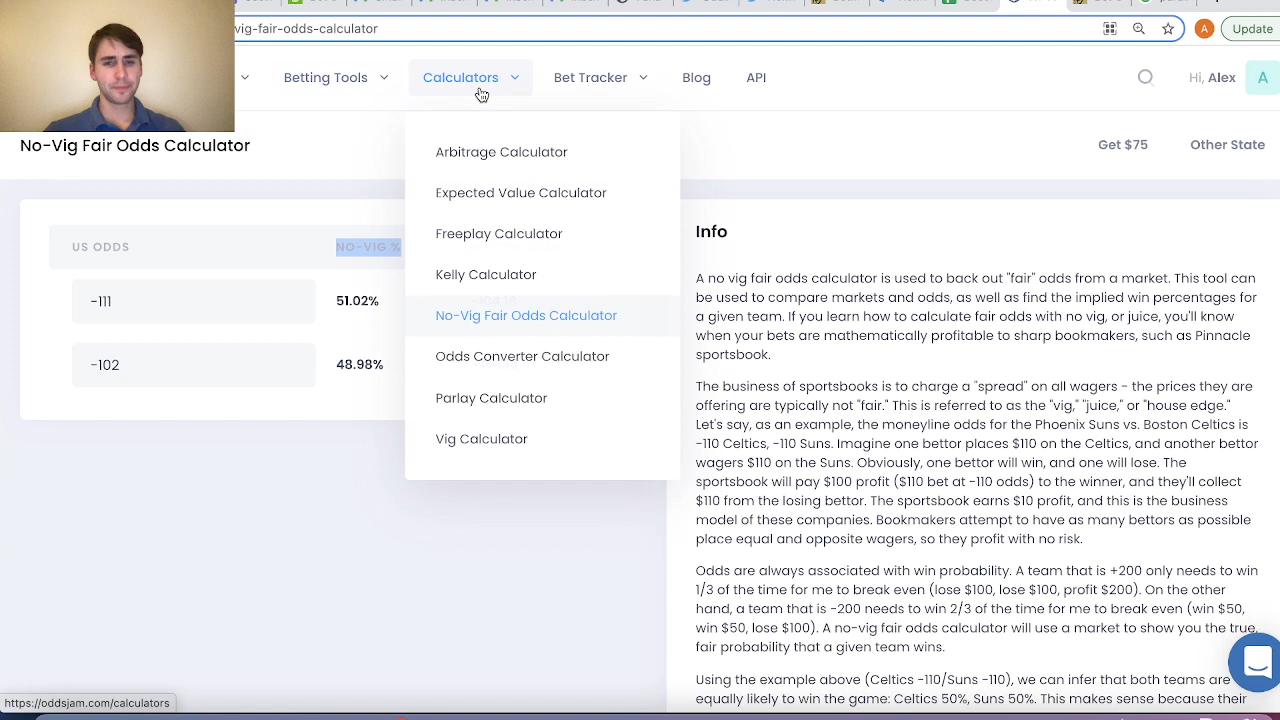 vig-fair-odds-calculator
A
Update
Betting Tools
Calculators
Bet Tracker
Blog
API
Hi, Alex
A
No-Vig Fair Odds Calculator
Get $75
Other State
Arbitrage Calculator
Expected Value Calculator
Freeplay Calculator
Kelly Calculator
No-Vig Fair Odds Calculator
Odds Converter Calculator
Parlay Calculator
Vig Calculator
US ODDS
NO-VIG %
-111
51.02%
-102
48.98%
Info
A no vig fair odds calculator is used to back out "fair" odds from a market. This tool can
be used to compare markets and odds, as well as find the implied win percentages for
a given team. If you learn how to calculate fair odds with no vig, or juice, you'll know
when your bets are mathematically profitable to sharp bookmakers, such as Pinnacle
sportsbook.
The business of sportsbooks is to charge a "spread" on all wagers - the prices they are
offering are typically not "fair." This is referred to as the "vig," "juice," or "house edge."
Let's say, as an example, the moneyline odds for the Phoenix Suns vs. Boston Celtics is
-110 Celtics, -110 Suns. Imagine one bettor places $110 on the Celtics, and another bettor
wagers $110 on the Suns. Obviously, one bettor will win, and one will lose. The
sportsbook will pay $100 profit ($110 bet at -110 odds) to the winner, and they'll collect
$110 from the losing bettor. The sportsbook earns $10 profit, and this is the business
model of these companies. Bookmakers attempt to have as many bettors as possible
place equal and opposite wagers, so they profit with no risk.
Odds are always associated with win probability. A team that is +200 only needs to win
1/3 of the time for me to break even (lose $100, lose $100, profit $200). On the other
hand, a team that is -200 needs to win 2/3 of the time for me to break even (win $50,
win $50, lose $100). A no-vig fair odds calculator will use a market to show you the true,
fair probability that a given team wins.
Using the example above (Celtics -110/Suns -110), we can infer that both teams are
equally likely to win the game: Celtics 50%, Suns 50%. This makes sense because their
https://oddsjam.com/calculators